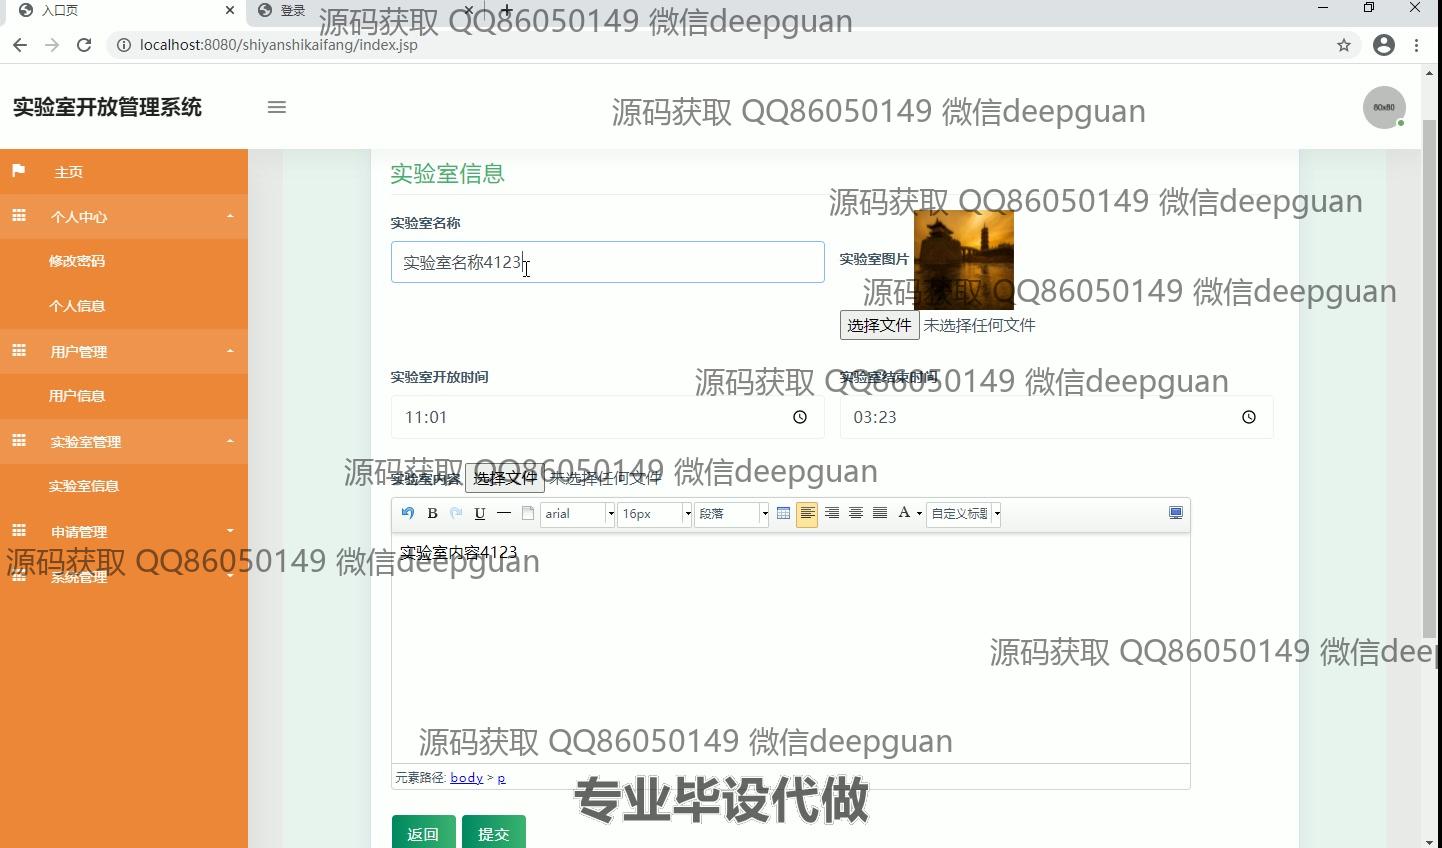 入口页
登录
源码获取 QQ86050149 微信deepguan
localhost:8080/shiyanshikaifang/index.jsp
实验室开放管理系统
源码获取 QQ86050149 微信deepguan
80x80
主页
个人中心
修改密码
个人信息
用户管理
用户信息
实验室管理
实验室信息
申请管理
系统管理
实验室信息
源码获取 QQ86050149 微信deepguan
实验室名称
实验室名称4123
实验室图片
源码获取 QQ86050149 微信deepguan
选择文件 未选择任何文件
实验室开放时间
实验室结束时间
源码获取 QQ86050149 微信deepguan
11:01
03:23
源码获取 QQ86050149 微信deepguan
实验室内容 选择文件 未选择任何文件
B U arial 16px 段落 A 自定义标题
实验室内容4123
源码获取 QQ86050149 微信deepguan
源码获取 QQ86050149 微信deep
源码获取 QQ86050149 微信deepguan
元素路径: body > p
专业毕设代做
返回 提交